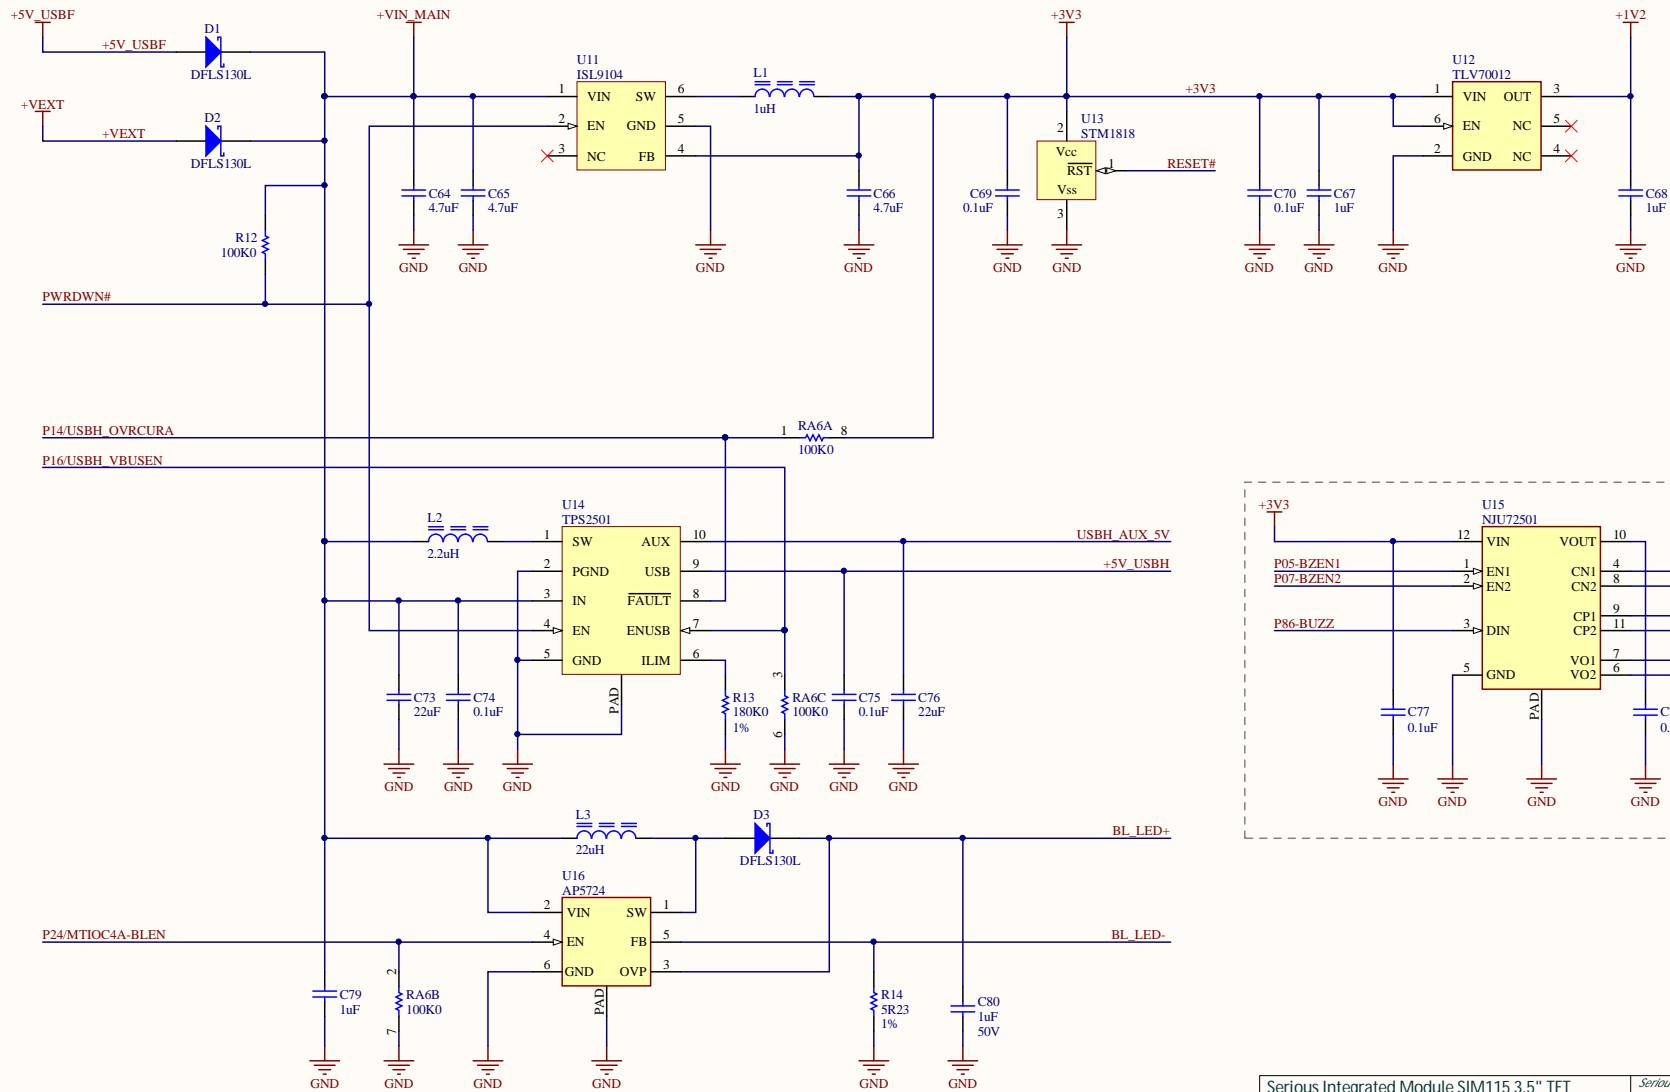 +5V_USBF
+5V_USBF
D1
DFLS130L
+VEXT
+VEXT
D2
DFLS130L
+VIN_MAIN
U11
ISL9104
1 VIN SW 6
2 EN GND 5
3 NC FB 4
L1
1uH
+3V3
+3V3
U13
STM1818
2
Vcc
RST
1
RESET#
Vss
3
U12
TLV70012
1 VIN OUT 3
6 EN NC 5
2 GND NC 4
+1V2
C64
4.7uF
C65
4.7uF
C66
4.7uF
C69
0.1uF
C70
0.1uF
C67
1uF
C68
1uF
GND
GND
GND
GND
GND
GND
GND
GND
GND
GND
R12
100K0
PWRDWN#
P14/USBH_OVRCURA
1
RA6A
100K0
8
P16/USBH_VBUSEN
L2
2.2uH
U14
TPS2501
1 SW AUX 10
2 PGND USB 9
3 IN FAULT 8
4 EN ENUSB 7
5 GND ILIM 6
PAD
USBH_AUX_5V
+5V_USBH
C73
22uF
C74
0.1uF
R13
180K0
1%
3
RA6C
100K0
6
C75
0.1uF
C76
22uF
GND
GND
GND
GND
GND
GND
GND
+3V3
P05-BZEN1
P07-BZEN2
P86-BUZZ
U15
NJU72501
12 VIN VOUT 10
1 EN1 CN1 4
2 EN2 CN2 8
CP1 9
3 DIN CP2 11
VO1 7
5 GND VO2 6
PAD
C77
0.1uF
C
0.
GND
GND
GND
GND
L3
22uH
D3
DFLS130L
BL_LED+
U16
AP5724
2 VIN SW 1
4 EN FB 5
6 GND OVP 3
PAD
P24/MTIOC4A-BLEN
BL_LED-
C79
1uF
2
RA6B
100K0
7
R14
5R23
1%
C80
1uF
50V
GND
GND
GND
GND
GND
GND
Serious Integrated Module SIM115 3.5" TFT
Seriou